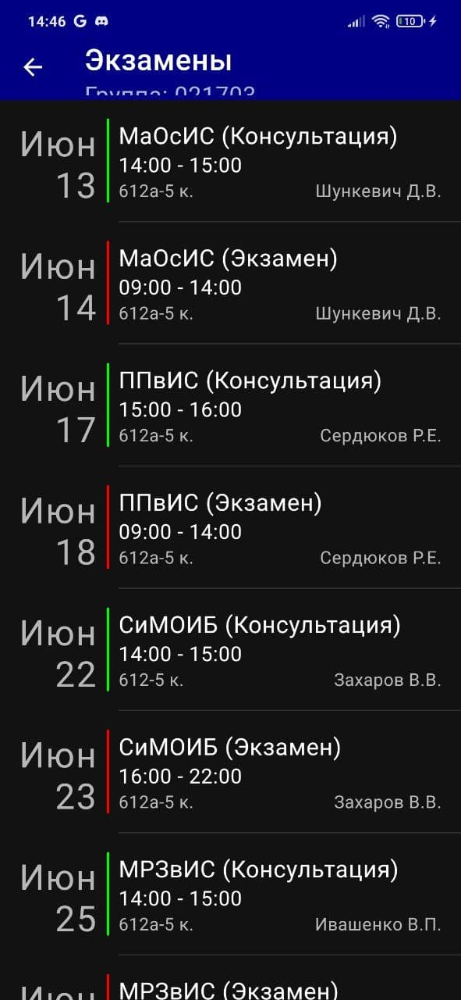 14:46
10
Экзамены
Группа: 021703
Июн 13
МаОсИС (Консультация)
14:00 - 15:00
612а-5 к. Шункевич Д.В.
Июн 14
МаОсИС (Экзамен)
09:00 - 14:00
612а-5 к. Шункевич Д.В.
Июн 17
ППвИС (Консультация)
15:00 - 16:00
612а-5 к. Сердюков Р.Е.
Июн 18
ППвИС (Экзамен)
09:00 - 14:00
612а-5 к. Сердюков Р.Е.
Июн 22
СиМОИБ (Консультация)
14:00 - 15:00
612-5 к. Захаров В.В.
Июн 23
СиМОИБ (Экзамен)
16:00 - 22:00
612а-5 к. Захаров В.В.
Июн 25
МРЗвИС (Консультация)
14:00 - 15:00
612а-5 к. Ивашенко В.П.
Июн
МРЗвИС (Экзамен)